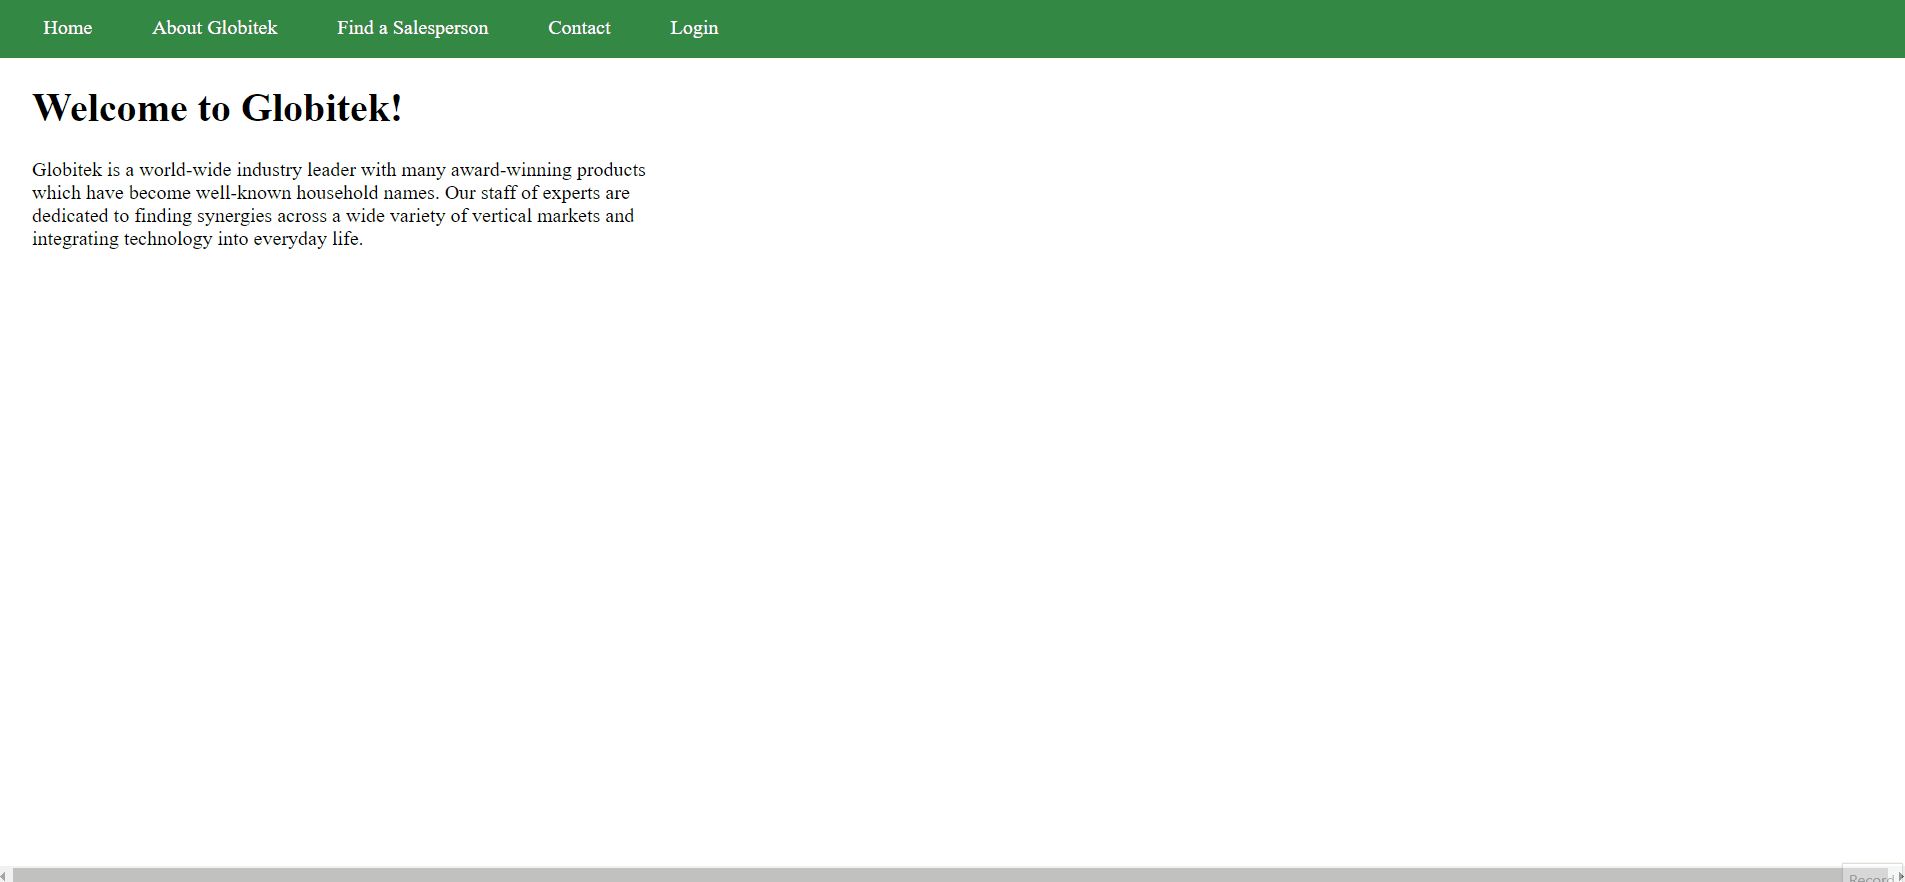 Home About Globitek Find a Salesperson Contact Login
Welcome to Globitek!
Globitek is a world-wide industry leader with many award-winning products
which have become well-known household names. Our staff of experts are
dedicated to finding synergies across a wide variety of vertical markets and
integrating technology into everyday life.
Record